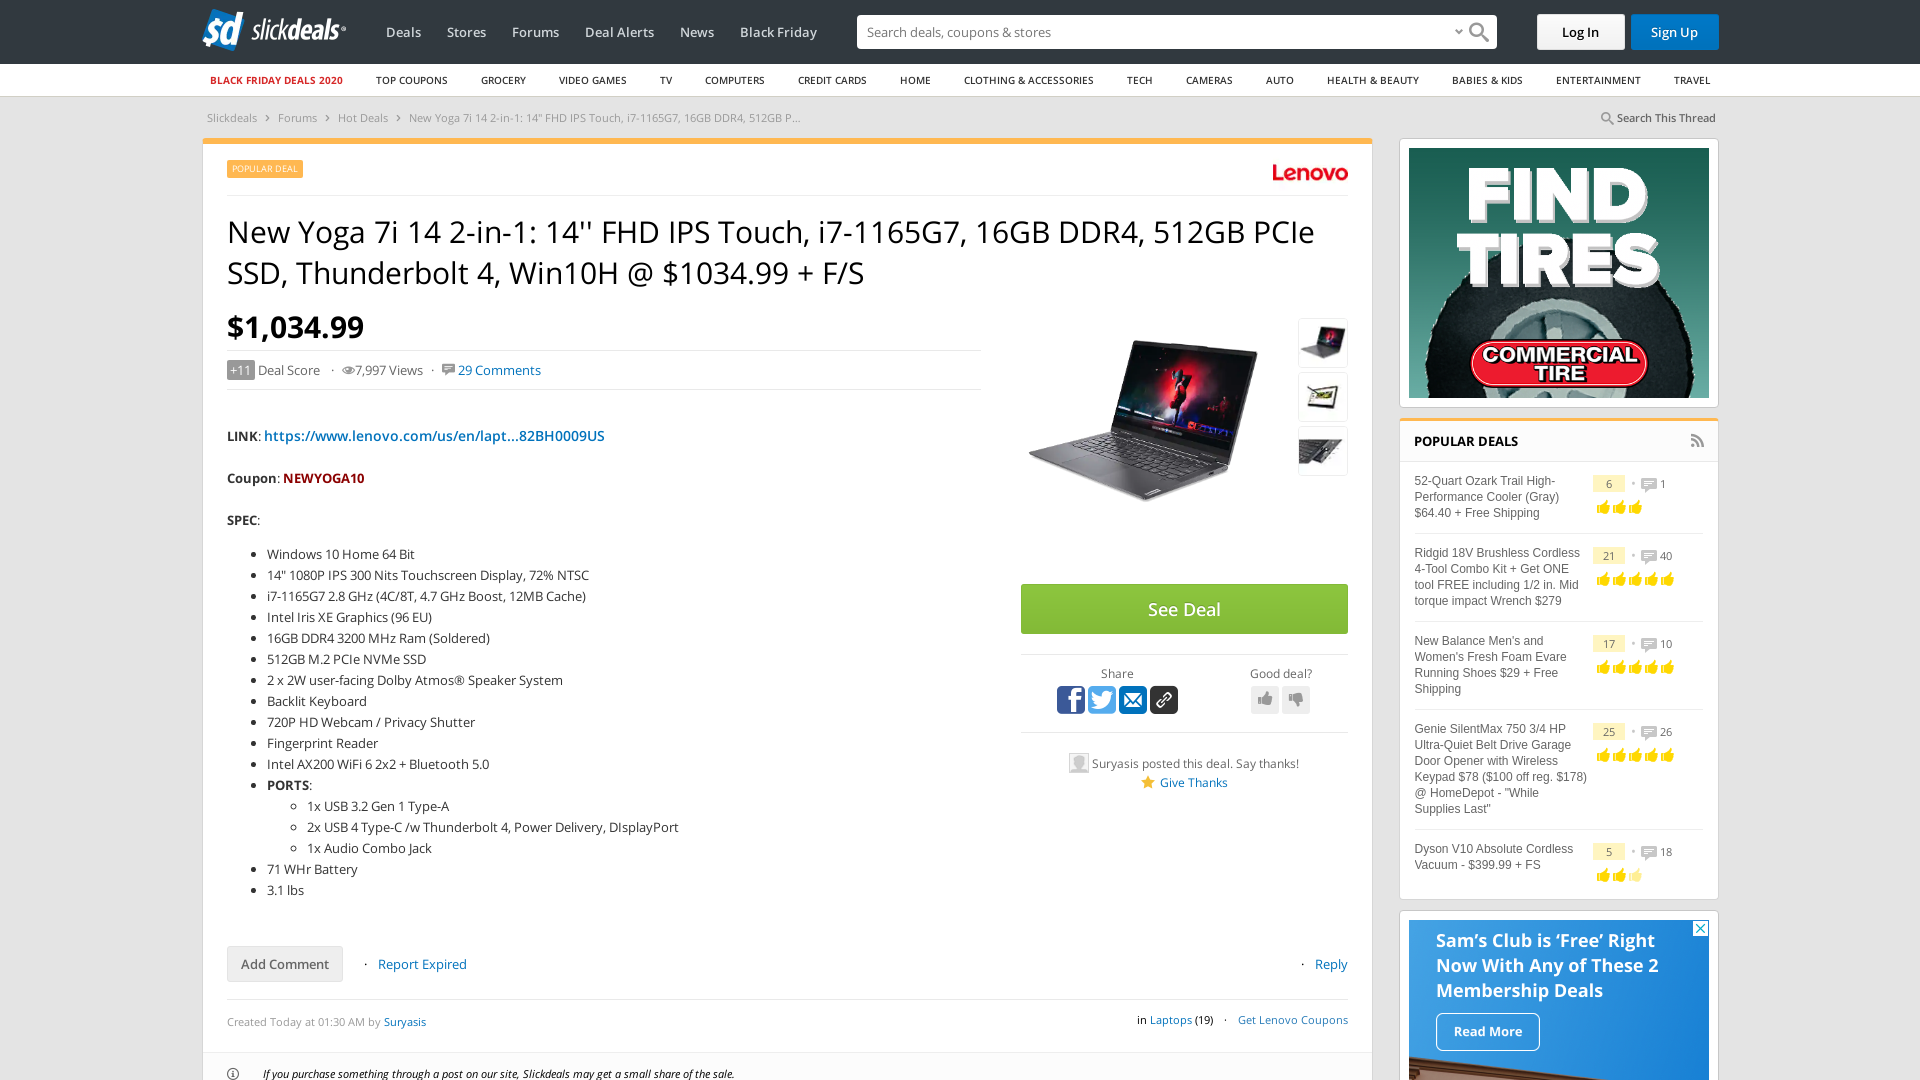 sd slickdeals
Deals Stores Forums Deal Alerts News Black Friday
Search deals, coupons & shops
Log In
Sign Up
BLACK FRIDAY DEALS 2020 TOP COUPONS GROCERY VIDEO GAMES TV COMPUTERS CREDIT CARDS HOME CLOTHING & ACCESSORIES TECH CAMERAS AUTO HEALTH & BEAUTY BABIES & KIDS ENTERTAINMENT TRAVEL
Slickdeals › Forums › Hot Deals › New Yoga 7i 14 2-in-1: 14" FHD IPS Touch, i7-1165G7, 16GB DDR4, 512GB P...
Search This Thread
POPULAR DEAL
Lenovo
New Yoga 7i 14 2-in-1: 14'' FHD IPS Touch, i7-1165G7, 16GB DDR4, 512GB PCIe
SSD, Thunderbolt 4, Win10H @ $1034.99 + F/S
$1,034.99
+11 Deal Score · 7,997 Views · 29 Comments
LINK: https://www.lenovo.com/us/en/lapt...82BH0009US
Coupon: NEWYOGA10
SPEC:
• Windows 10 Home 64 Bit
• 14" 1080P IPS 300 Nits Touchscreen Display, 72% NTSC
• i7-1165G7 2.8 GHz (4C/8T, 4.7 GHz Boost, 12MB Cache)
• Intel Iris XE Graphics (96 EU)
• 16GB DDR4 3200 MHz Ram (Soldered)
• 512GB M.2 PCIe NVMe SSD
• 2 x 2W user-facing Dolby Atmos® Speaker System
• Backlit Keyboard
• 720P HD Webcam / Privacy Shutter
• Fingerprint Reader
• Intel AX200 WiFi 6 2x2 + Bluetooth 5.0
• PORTS:
◦ 1x USB 3.2 Gen 1 Type-A
◦ 2x USB 4 Type-C /w Thunderbolt 4, Power Delivery, DIsplayPort
◦ 1x Audio Combo Jack
• 71 WHr Battery
• 3.1 lbs
See Deal
Share
Good deal?
Suryasis posted this deal. Say thanks!
Give Thanks
Add Comment · Report Expired
· Reply
Created Today at 01:30 AM by Suryasis
in Laptops (19) · Get Lenovo Coupons
If you purchase something through a post on our site, Slickdeals may get a small share of the sale.
FIND
TIRES
COMMERCIAL
TIRE
POPULAR DEALS
52-Quart Ozark Trail High-
Performance Cooler (Gray)
$64.40 + Free Shipping
6 • 1
Ridgid 18V Brushless Cordless
4-Tool Combo Kit + Get ONE
tool FREE including 1/2 in. Mid
torque impact Wrench $279
21 • 40
New Balance Men's and
Women's Fresh Foam Evare
Running Shoes $29 + Free
Shipping
17 • 10
Genie SilentMax 750 3/4 HP
Ultra-Quiet Belt Drive Garage
Door Opener with Wireless
Keypad $78 ($100 off reg. $178)
@ HomeDepot - "While
Supplies Last"
25 • 26
Dyson V10 Absolute Cordless
Vacuum - $399.99 + FS
5 • 18
Sam's Club is ‘Free’ Right
Now With Any of These 2
Membership Deals
Read More